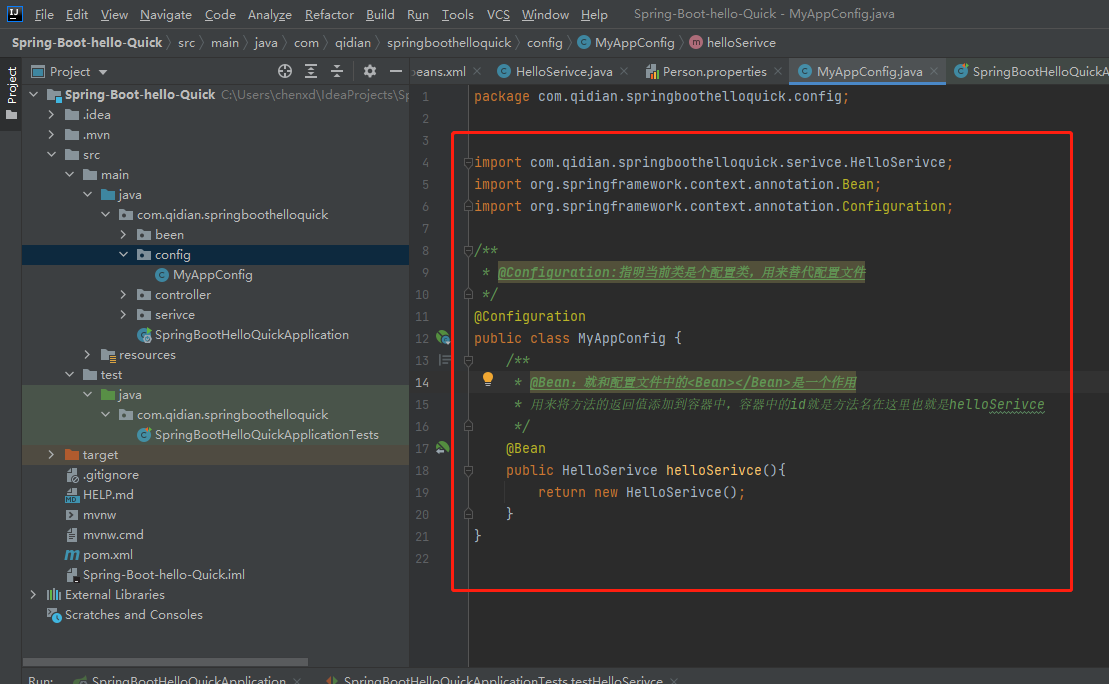 File Edit View Navigate Code Analyze Refactor Build Run Tools VCS Window Help Spring-Boot-hello-Quick - MyAppConfig.java
Spring-Boot-hello-Quick src main java com qidian springboothelloquick config MyAppConfig helloSerivce
Project
Project
eans.xml HelloSerivce.java Person.properties MyAppConfig.java SpringBootHelloQuickA
Spring-Boot-hello-Quick C:\Users\chenxd\IdeaProjects\Sp
.idea
.mvn
src
main
java
com.qidian.springboothelloquick
been
config
MyAppConfig
controller
serivce
SpringBootHelloQuickApplication
resources
test
java
com.qidian.springboothelloquick
SpringBootHelloQuickApplicationTests
target
.gitignore
HELP.md
mvnw
mvnw.cmd
pom.xml
Spring-Boot-hello-Quick.iml
External Libraries
Scratches and Consoles
1 package com.qidian.springboothelloquick.config;
2
3
4 import com.qidian.springboothelloquick.serivce.HelloSerivce;
5 import org.springframework.context.annotation.Bean;
6 import org.springframework.context.annotation.Configuration;
7
8 /**
9 * @Configuration:指明当前类是个配置类，用来替代配置文件
10 */
11 @Configuration
12 public class MyAppConfig {
13 /**
14 * @Bean；就和配置文件中的<Bean></Bean>是一个作用
15 * 用来将方法的返回值添加到容器中，容器中的id就是方法名在这里也就是helloSerivce
16 */
17 @Bean
18 public HelloSerivce helloSerivce(){
19 return new HelloSerivce();
20 }
21 }
22
Run: SpringBootHelloQuickApplication SpringBootHelloQuickApplicationTests.testHelloSerivce